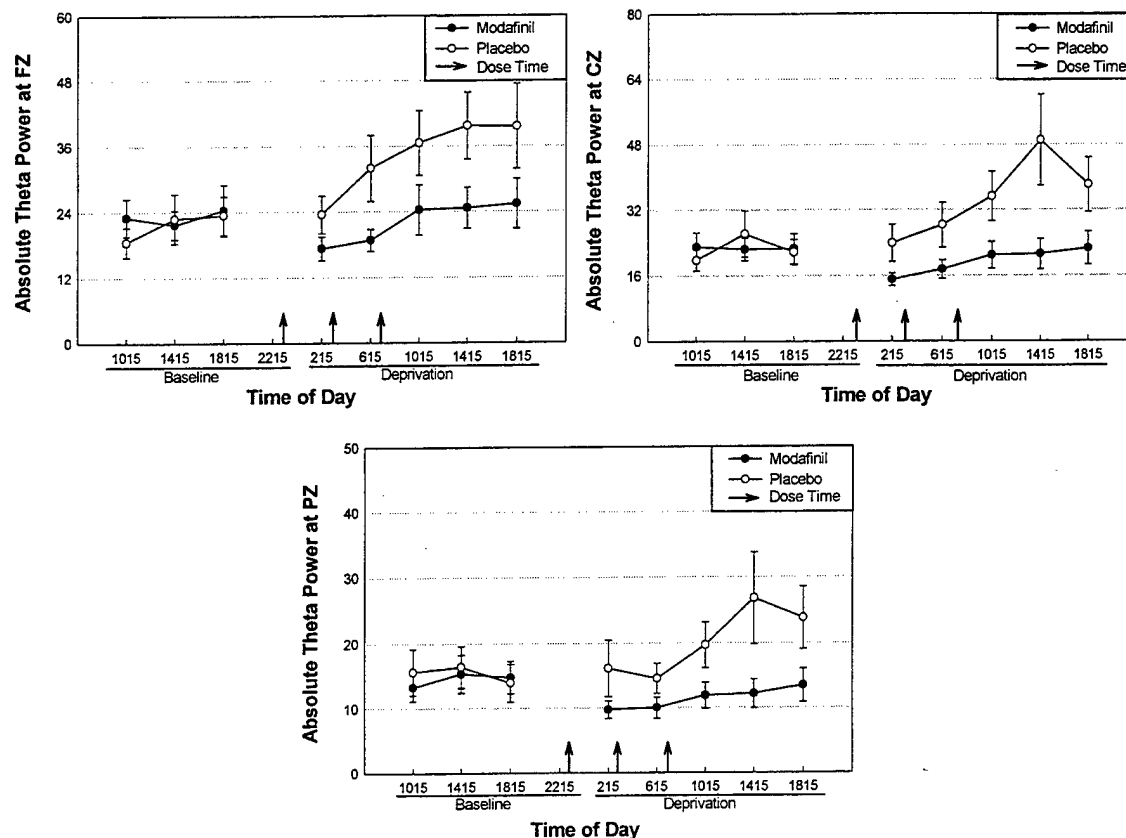 Absolute Theta Power at FZ
60
48
36
24
12
0
Modafinil
Placebo
Dose Time
1015 1415 1815 2215 215 615 1015 1415 1815
Baseline Deprivation
Time of Day
Absolute Theta Power at CZ
80
64
48
32
16
0
Modafinil
Placebo
Dose Time
1015 1415 1815 2215 215 615 1015 1415 1815
Baseline Deprivation
Time of Day
Absolute Theta Power at PZ
50
40
30
20
10
0
Modafinil
Placebo
Dose Time
1015 1415 1815 2215 215 615 1015 1415 1815
Baseline Deprivation
Time of Day